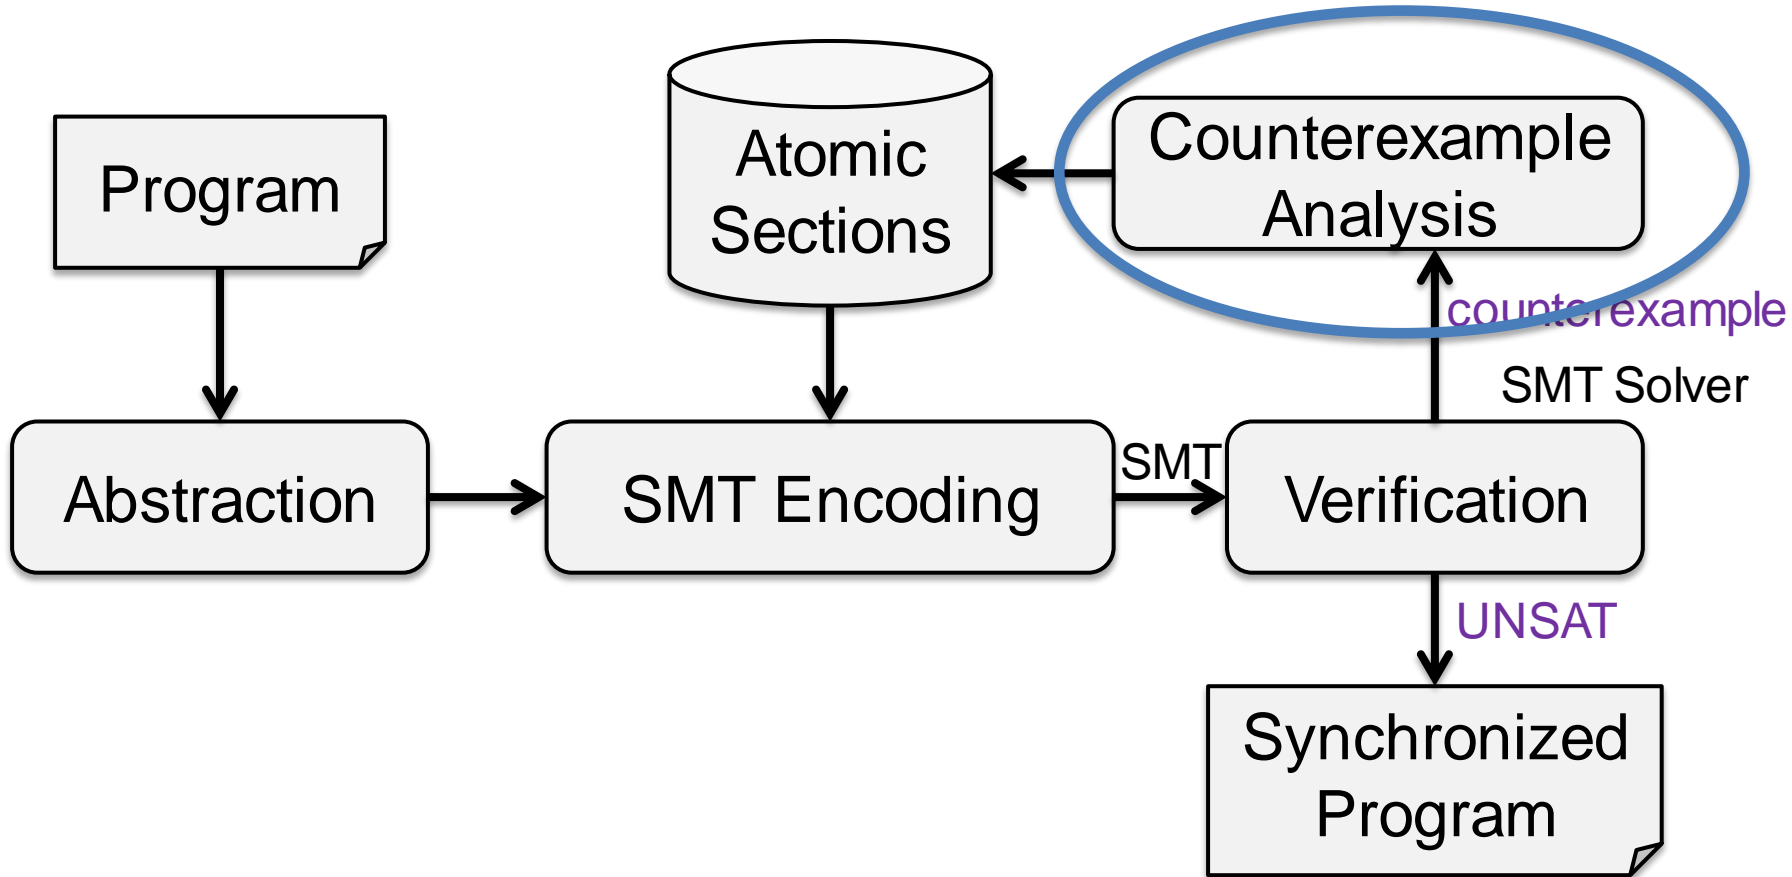 Program
Atomic
Sections
Counterexample
Analysis
counterexample
SMT Solver
Abstraction
SMT Encoding
SMT
Verification
UNSAT
Synchronized
Program